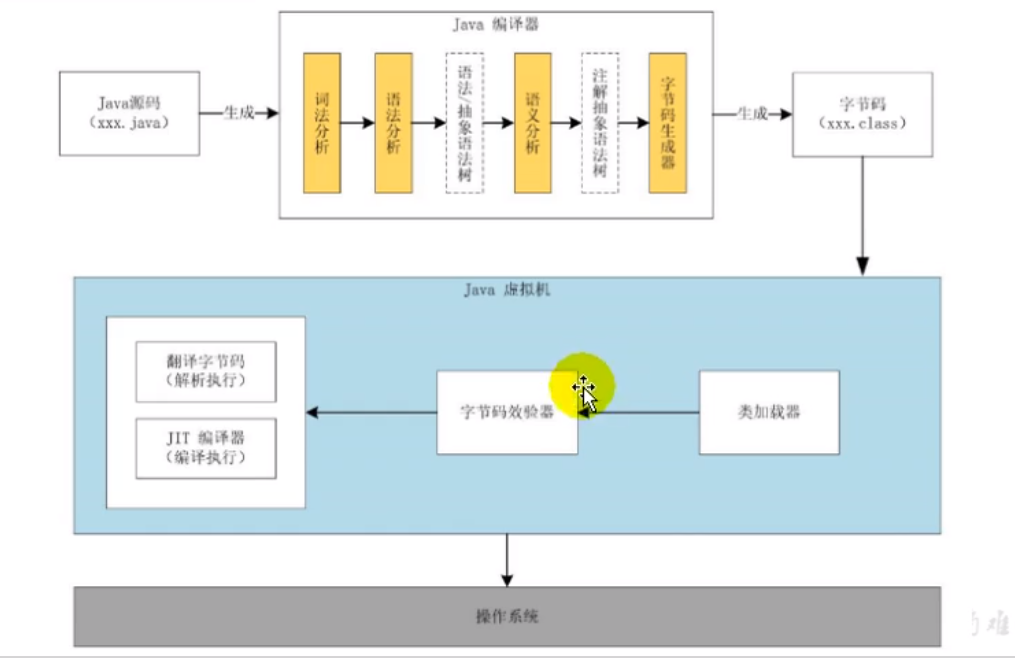 Java 编译器
Java源码
（xxx.java）
生成
词法分析
语法分析
语法/抽象语法树
语义分析
注解抽象语法树
字节码生成器
生成
字节码
（xxx.class）
Java 虚拟机
翻译字节码
（解析执行）
JIT 编译器
（编译执行）
字节码效验器
类加载器
操作系统
难